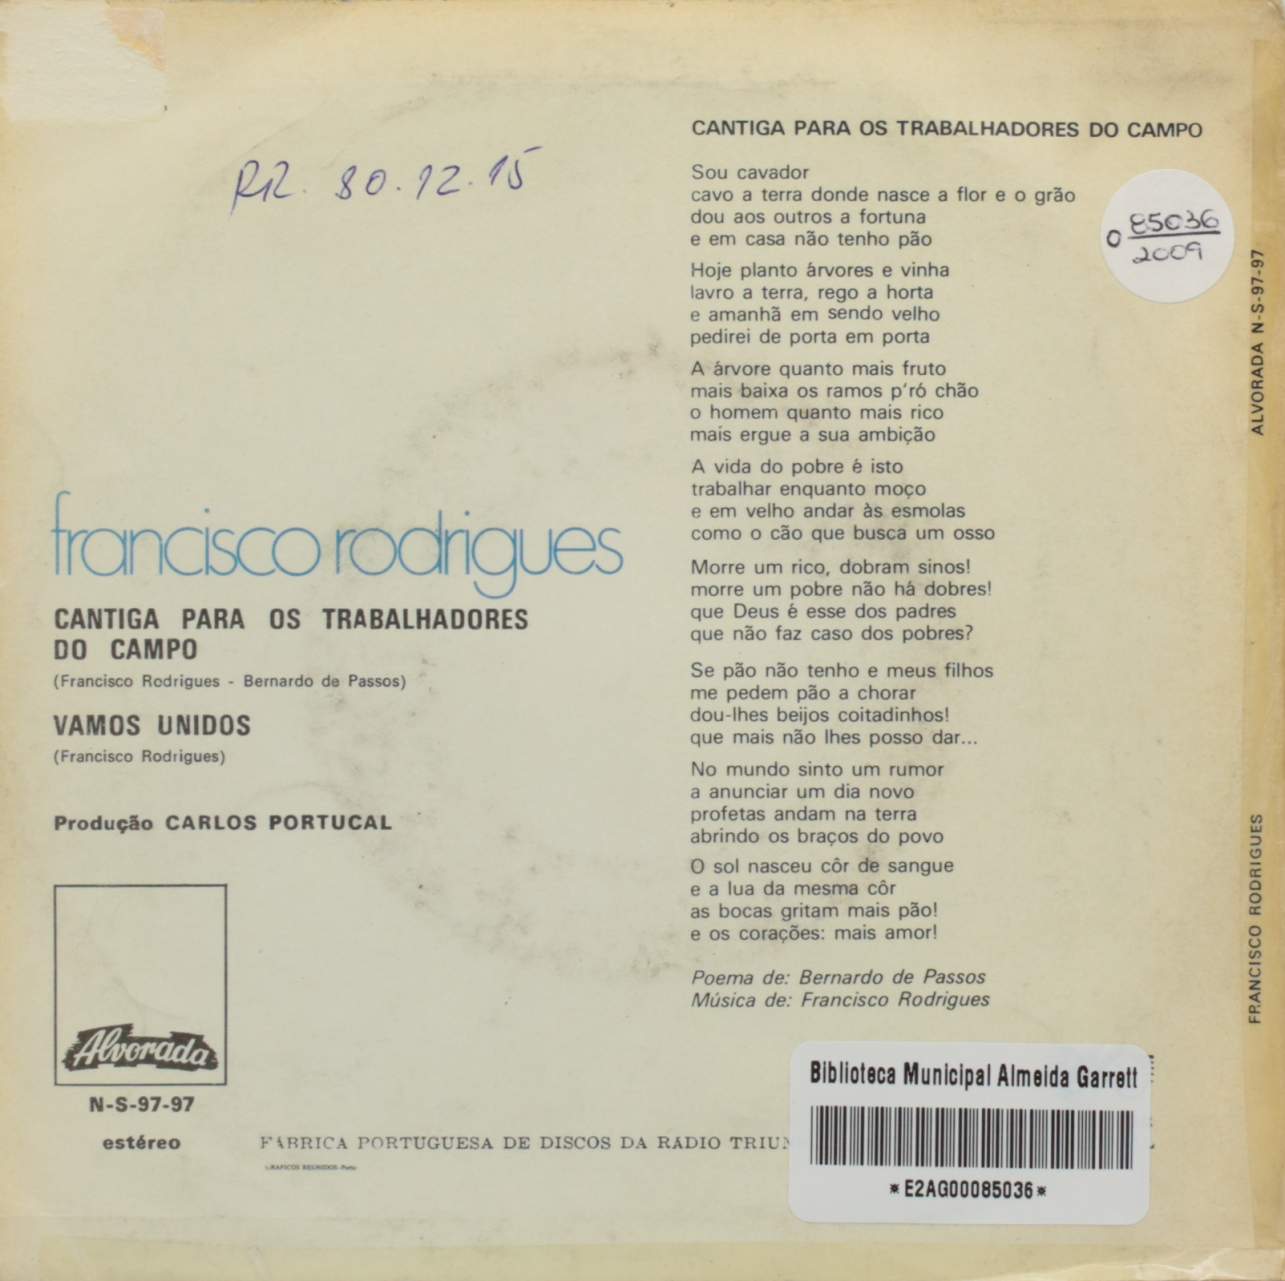 RR. 80.12.15
CANTIGA PARA OS TRABALHADORES DO CAMPO
Sou cavador
cavo a terra donde nasce a flor e o grão
dou aos outros a fortuna
e em casa não tenho pão
Hoje planto árvores e vinha
lavro a terra, rego a horta
e amanhã em sendo velho
pedirei de porta em porta
A árvore quanto mais fruto
mais baixa os ramos p'ró chão
o homem quanto mais rico
mais ergue a sua ambição
A vida do pobre é isto
trabalhar enquanto moço
e em velho andar às esmolas
como o cão que busca um osso
Morre um rico, dobram sinos!
morre um pobre não há dobres!
que Deus é esse dos padres
que não faz caso dos pobres?
Se pão não tenho e meus filhos
me pedem pão a chorar
dou-lhes beijos coitadinhos!
que mais não lhes posso dar...
No mundo sinto um rumor
a anunciar um dia novo
profetas andam na terra
abrindo os braços do povo
O sol nasceu côr de sangue
e a lua da mesma côr
as bocas gritam mais pão!
e os corações: mais amor!
Poema de: Bernardo de Passos
Música de: Francisco Rodrigues
O 85036
2009
ALVORADA N-S-97-97
FRANCISCO RODRIGUES
francisco rodrigues
CANTIGA PARA OS TRABALHADORES
DO CAMPO
(Francisco Rodrigues - Bernardo de Passos)
VAMOS UNIDOS
(Francisco Rodrigues)
Produção CARLOS PORTUCAL
Alvorada
N-S-97-97
estéreo
FÁBRICA PORTUGUESA DE DISCOS DA RÁDIO
GRÁFICOS REUNIDOS-Porto
Biblioteca Municipal Almeida Garrett
*E2AG00085036*